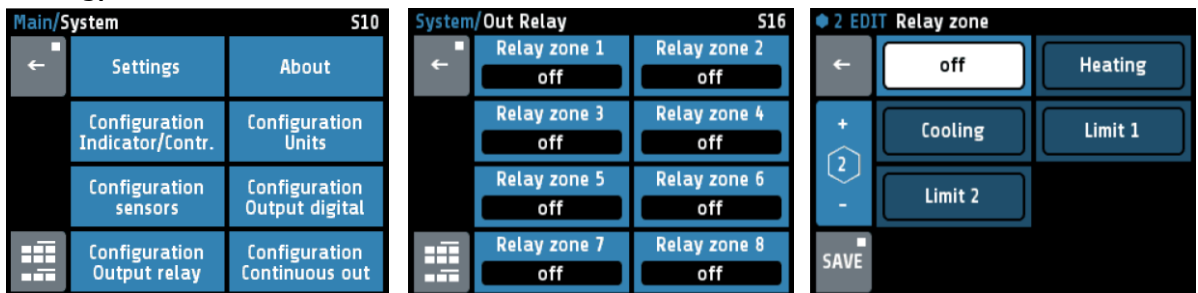 Main/System S10
←
Settings
About
Configuration
Indicator/Contr.
Configuration
Units
Configuration
sensors
Configuration
Output digital
Configuration
Output relay
Configuration
Continuous out
System/Out Relay S16
←
Relay zone 1
off
Relay zone 2
off
Relay zone 3
off
Relay zone 4
off
Relay zone 5
off
Relay zone 6
off
Relay zone 7
off
Relay zone 8
off
2 EDIT Relay zone
←
off
Heating
+
2
-
Cooling
Limit 1
Limit 2
SAVE